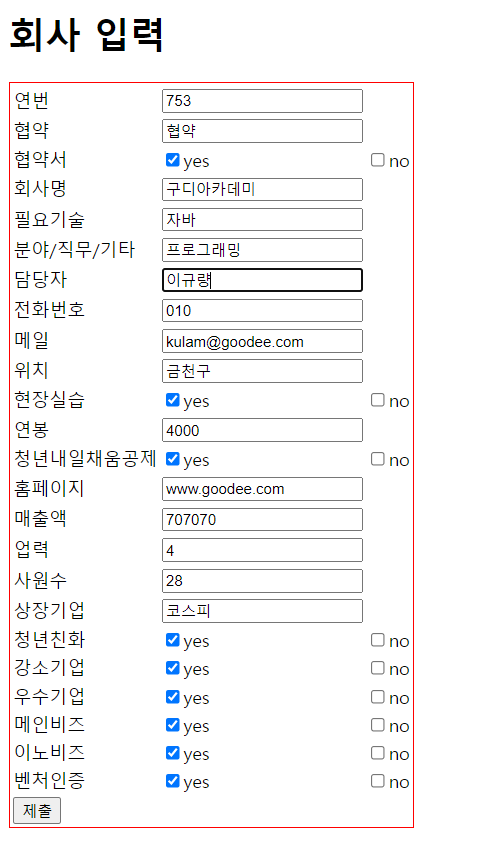 회사 입력
연번 753
협약 협약
협약서 yes no
회사명 구디아카데미
필요기술 자바
분야/직무/기타 프로그래밍
담당자 이규량
전화번호 010
메일 kulam@goodee.com
위치 금천구
현장실습 yes no
연봉 4000
청년내일채움공제 yes no
홈페이지 www.goodee.com
매출액 707070
업력 4
사원수 28
상장기업 코스피
청년친화 yes no
강소기업 yes no
우수기업 yes no
메인비즈 yes no
이노비즈 yes no
벤처인증 yes no
제출